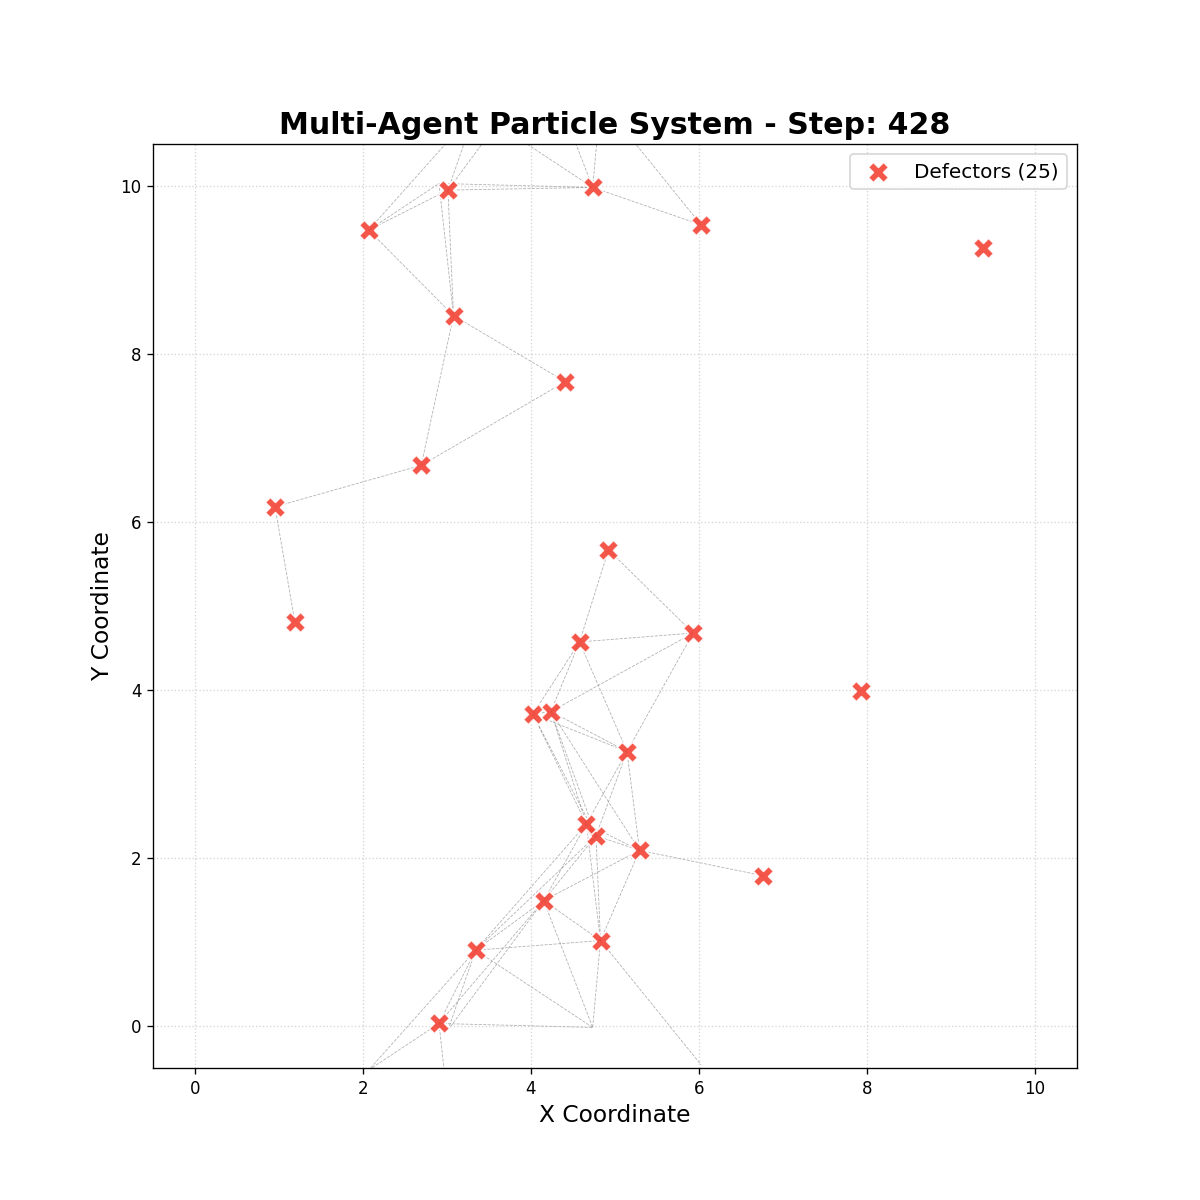 Multi-Agent Particle System - Step: 428
Defectors (25)
10
8
6
4
2
0
Y Coordinate
0 2 4 6 8 10
X Coordinate